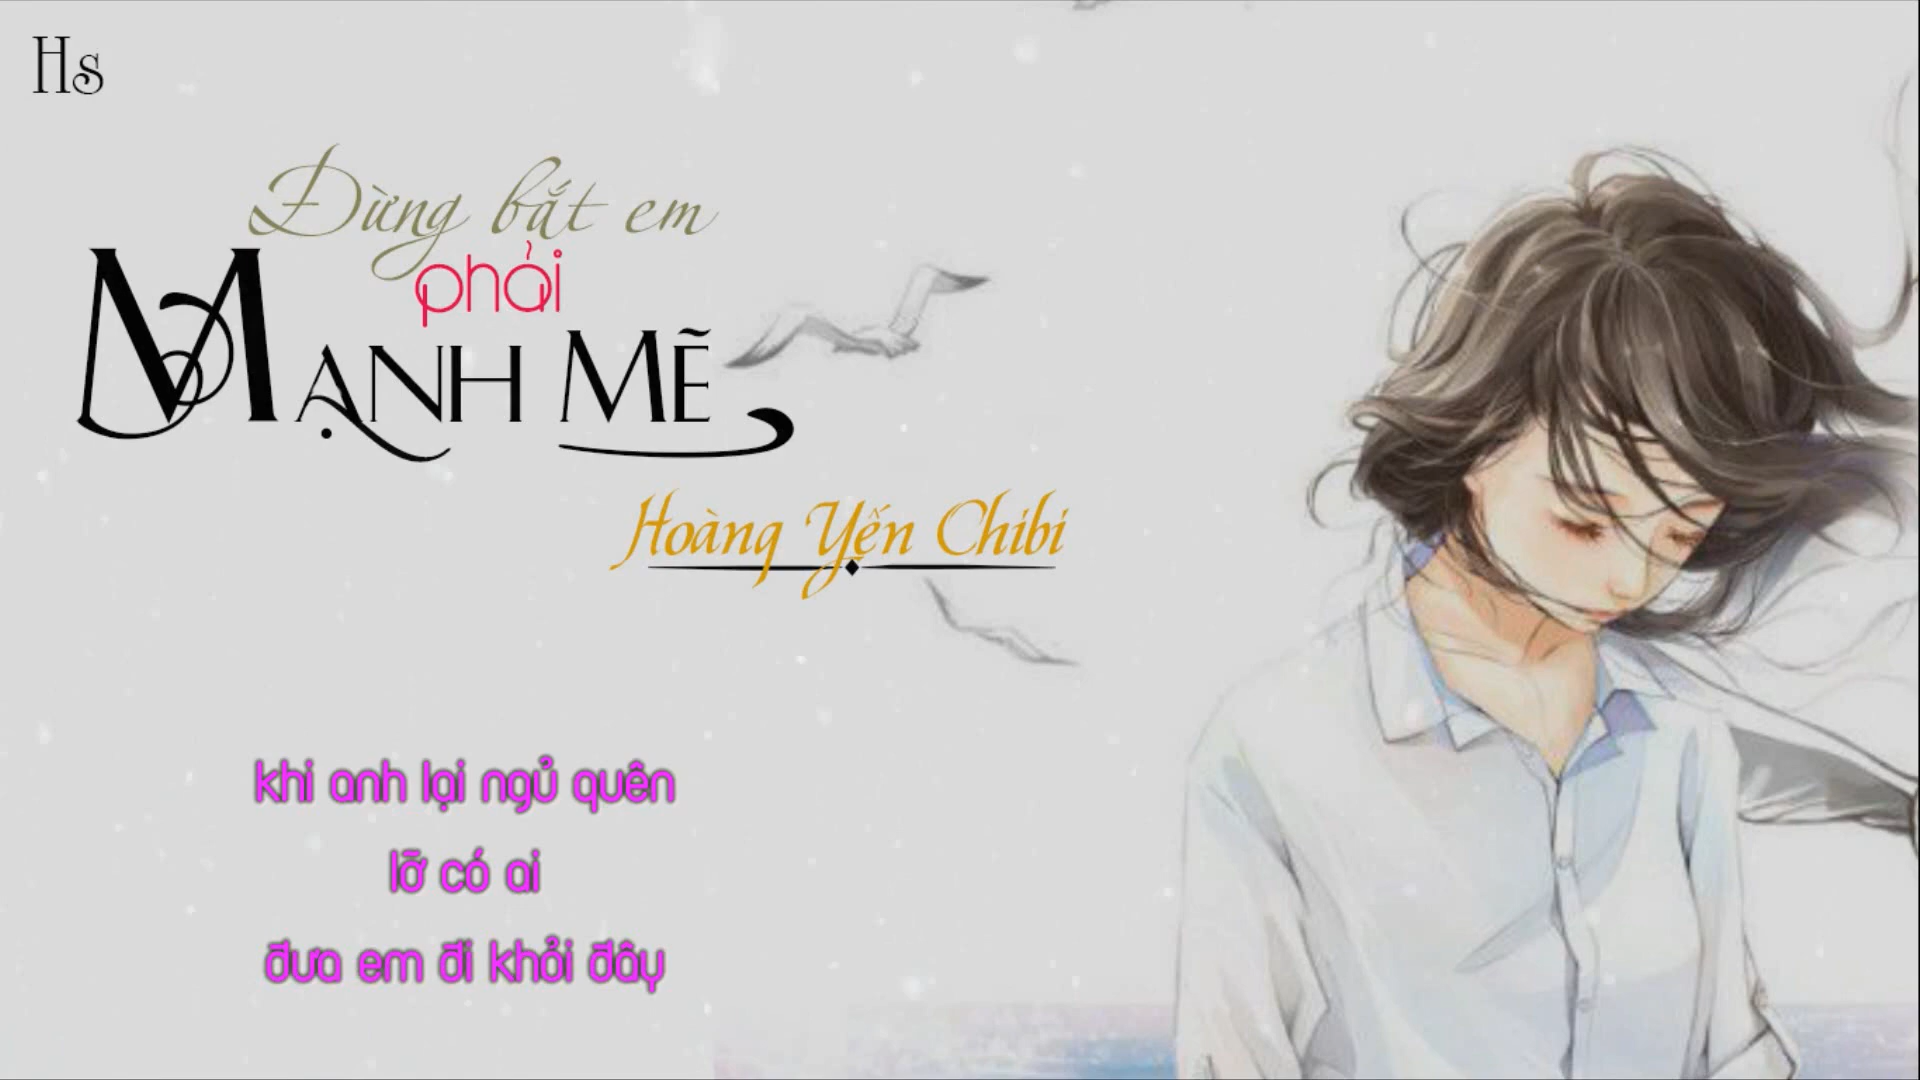 Hs
Đừng bắt em
phải
MẠNH MẼ
Hoàng Yến Chibi
khi anh lại ngủ quên
lỡ có ai
đưa em đi khỏi đây